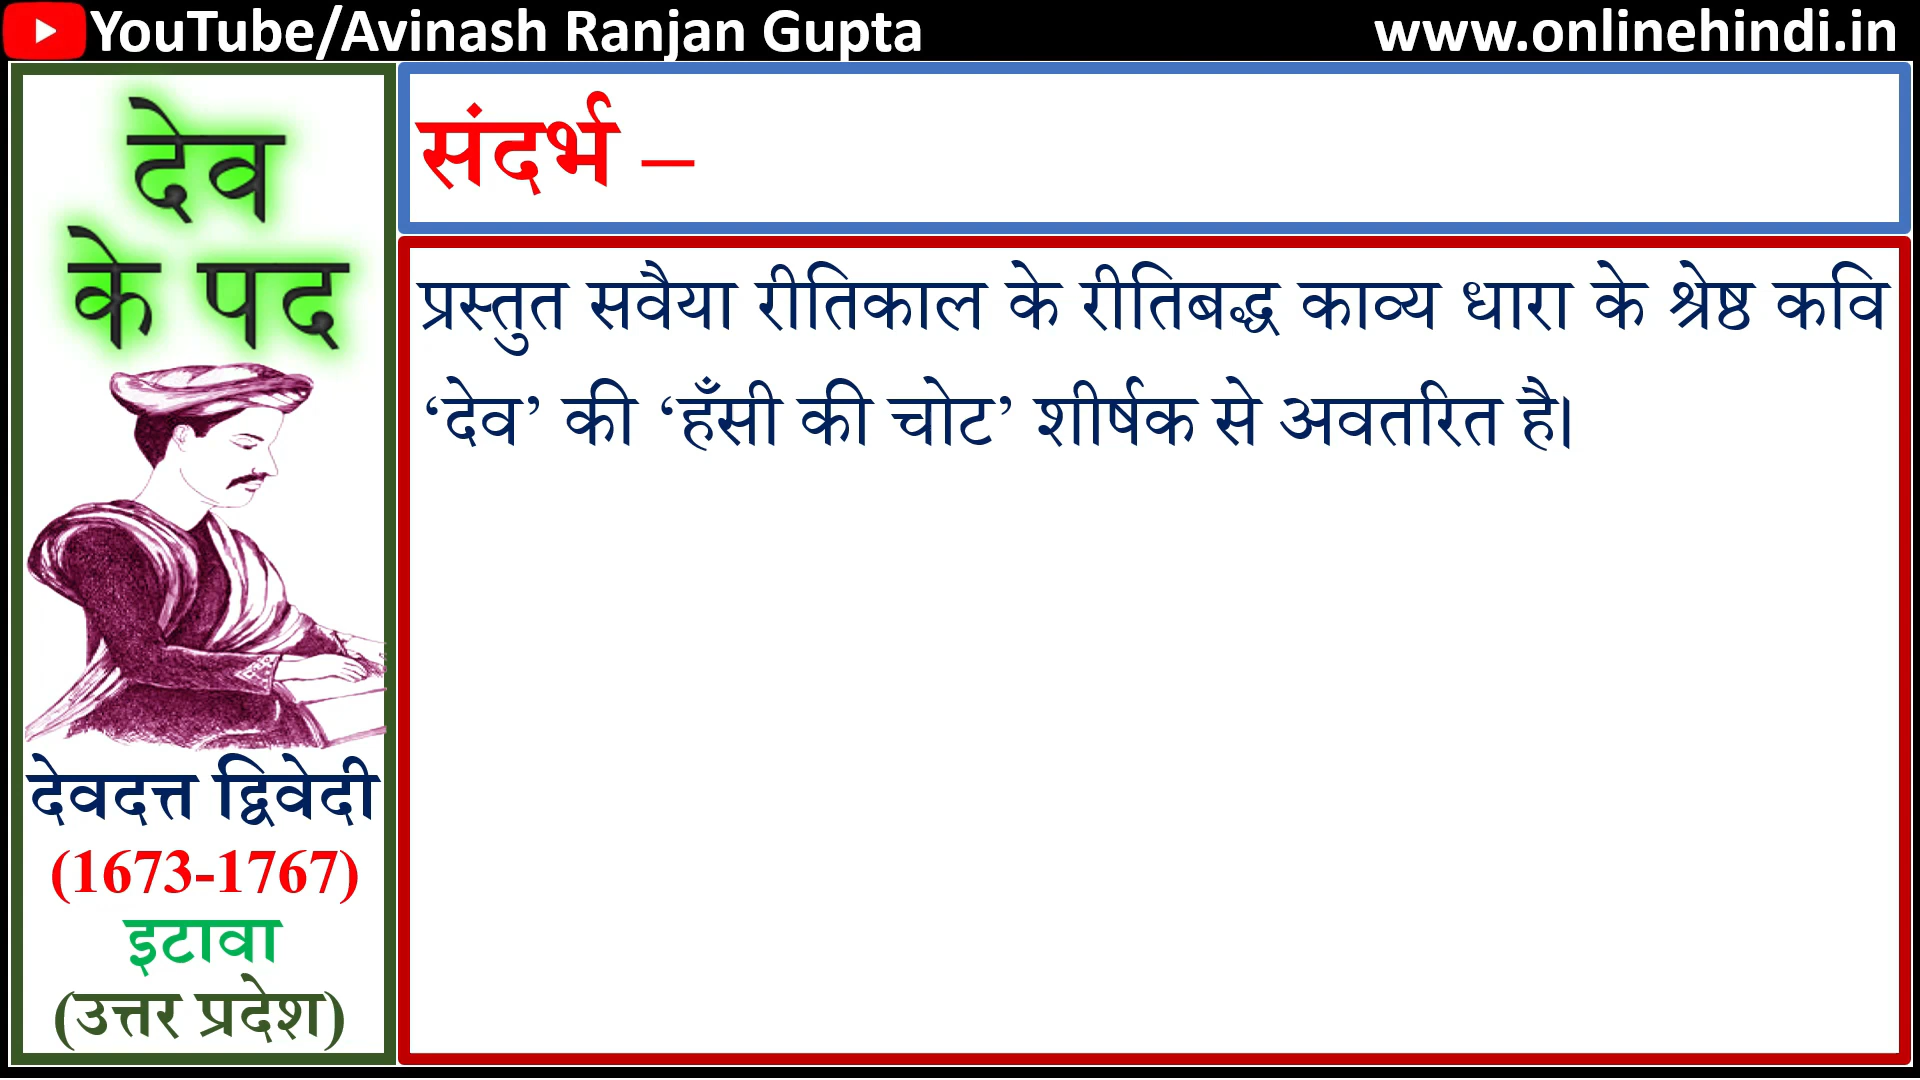 YouTube/Avinash Ranjan Gupta
www.onlinehindi.in
देव
के पद
देवदत्त द्विवेदी
(1673-1767)
इटावा
(उत्तर प्रदेश)
संदर्भ –
प्रस्तुत सवैया रीतिकाल के रीतिबद्ध काव्य धारा के श्रेष्ठ कवि
‘देव’ की ‘हँसी की चोट’ शीर्षक से अवतरित है।